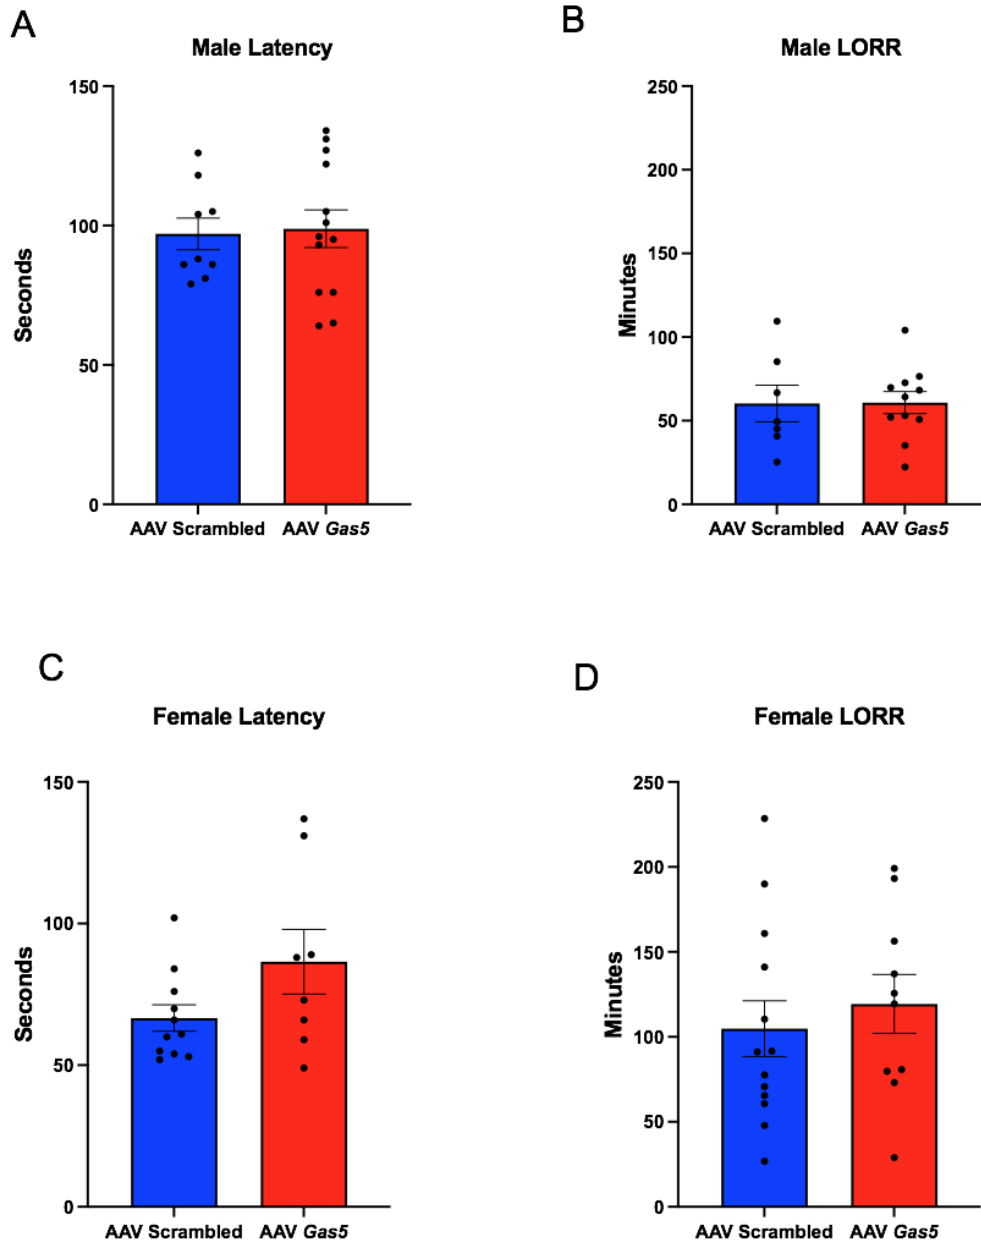 A
Male Latency
150
100
50
0
Seconds
AAV Scrambled
AAV Gas5
B
Male LORR
250
200
150
100
50
0
Minutes
AAV Scrambled
AAV Gas5
C
Female Latency
150
100
50
0
Seconds
AAV Scrambled
AAV Gas5
D
Female LORR
250
200
150
100
50
0
Minutes
AAV Scrambled
AAV Gas5